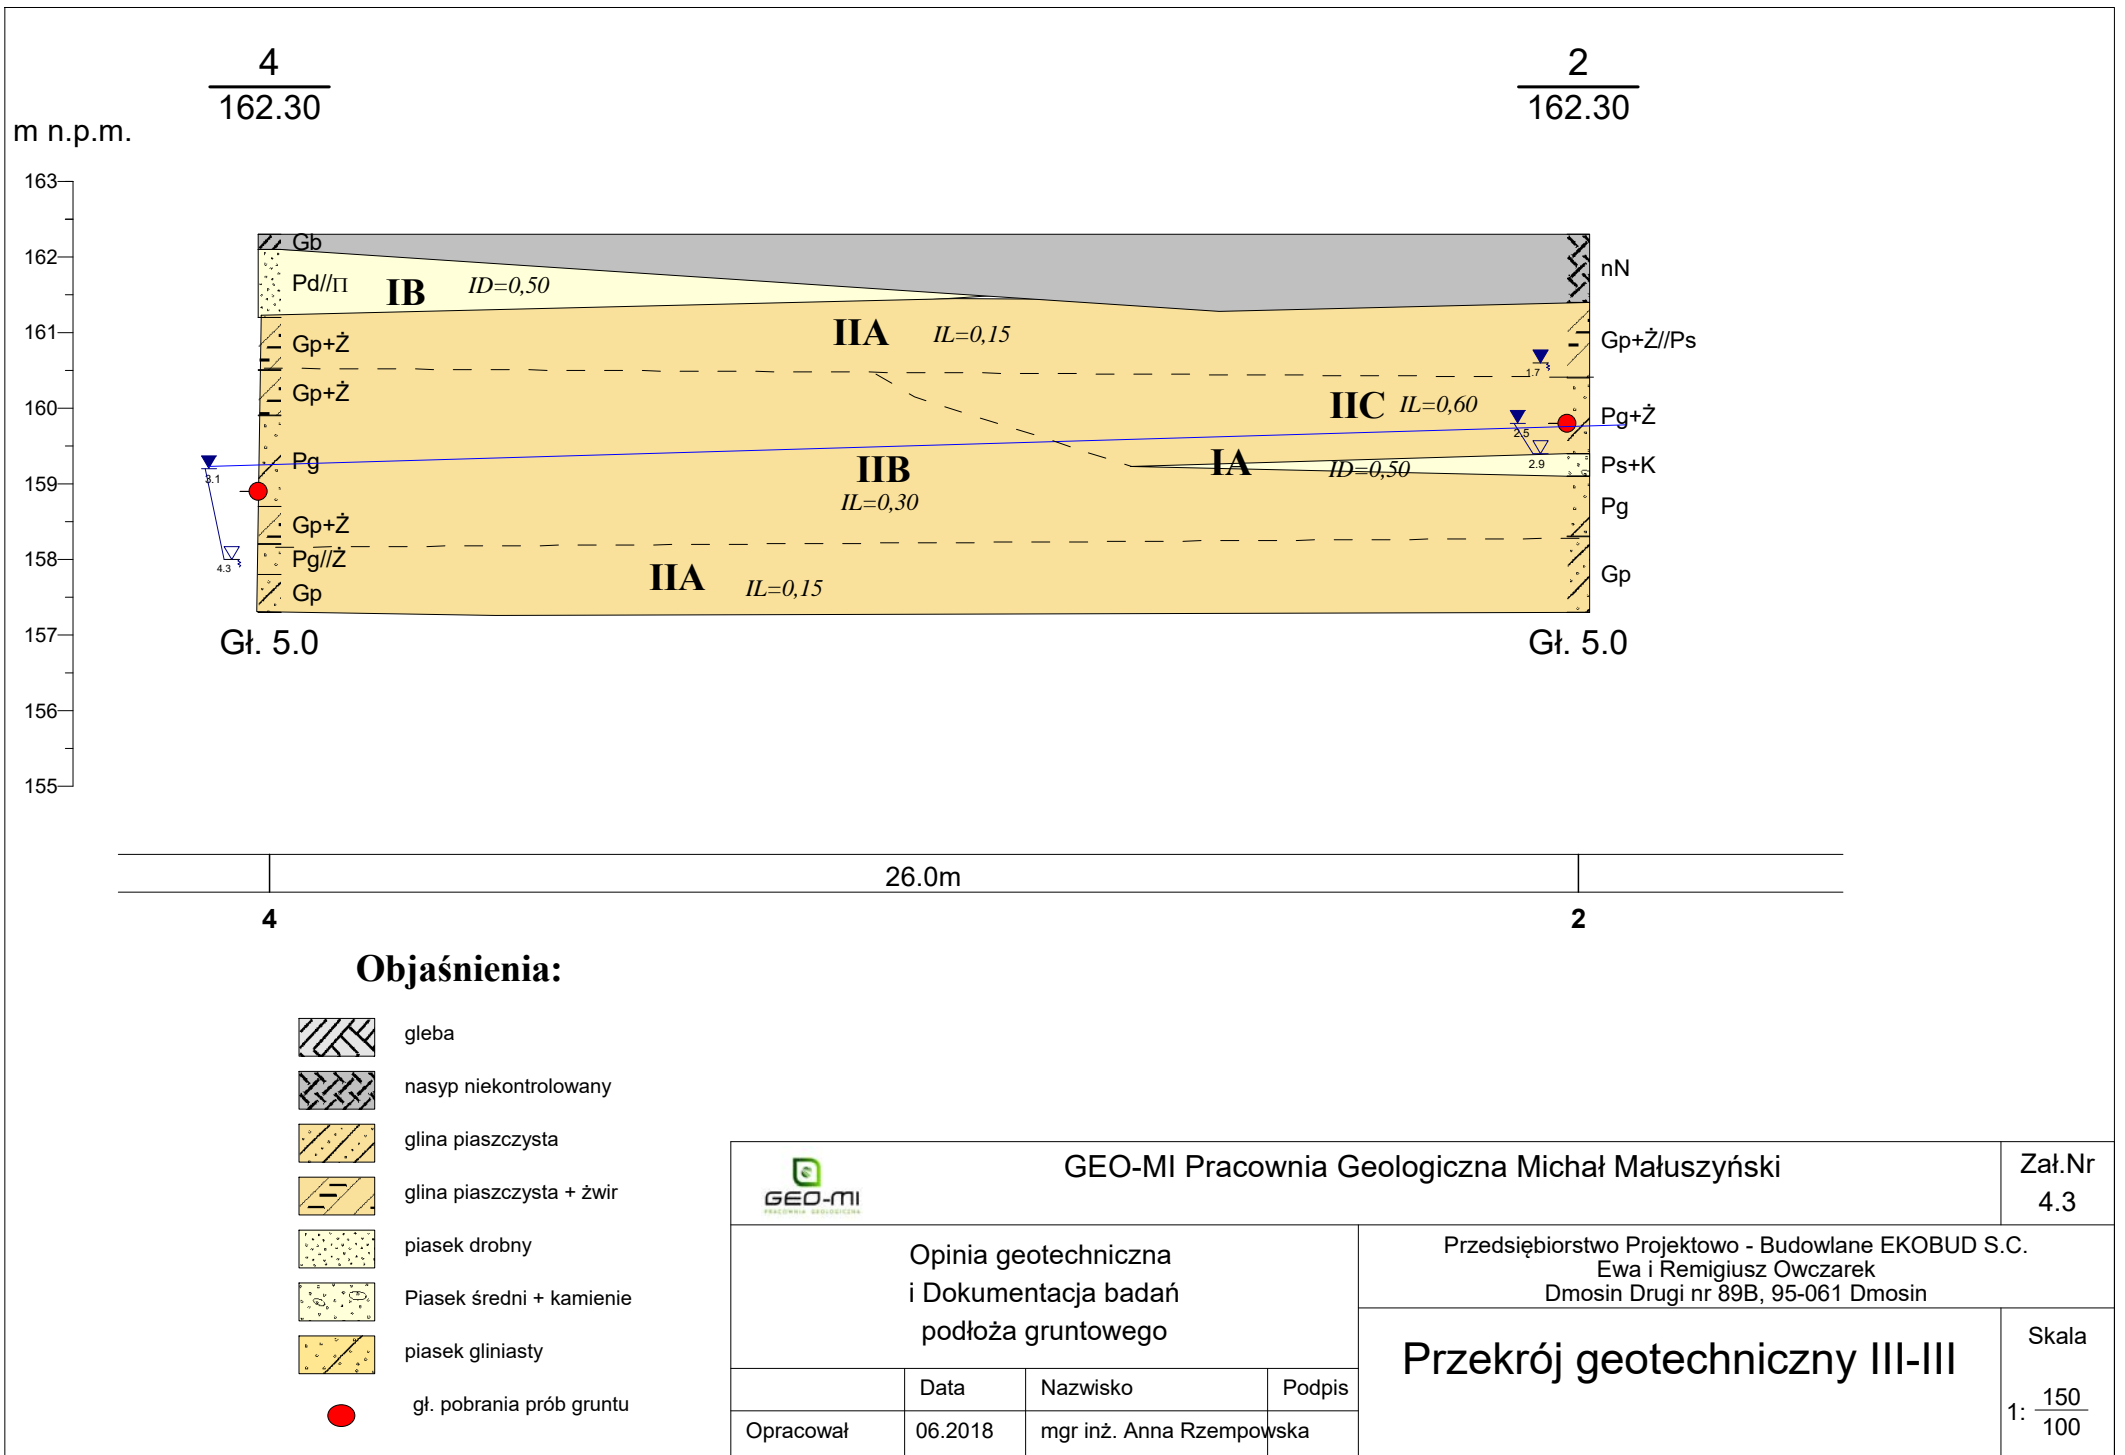 4
162.30
2
162.30
m n.p.m.
163
162
161
160
159
158
157
156
155
Gb
Pd//Π
IB ID=0,50
Gp+Ż
Gp+Ż
Pg
Gp+Ż
Pg//Ż
Gp
IIA IL=0,15
IIC IL=0,60
IIB
IL=0,30
IA ID=0,50
IIA IL=0,15
nN
Gp+Ż//Ps
Pg+Ż
Ps+K
Pg
Gp
3.1
4.3
1.7
2.5
2.9
Gł. 5.0
Gł. 5.0
26.0m
4
2
Objaśnienia:
gleba
nasyp niekontrolowany
glina piaszczysta
glina piaszczysta + żwir
piasek drobny
Piasek średni + kamienie
piasek gliniasty
gł. pobrania prób gruntu
GEO-MI
PRACOWNIA GEOLOGICZNA
GEO-MI Pracownia Geologiczna Michał Małuszyński
Zał.Nr
4.3
Opinia geotechniczna
i Dokumentacja badań
podłoża gruntowego
Przedsiębiorstwo Projektowo - Budowlane EKOBUD S.C.
Ewa i Remigiusz Owczarek
Dmosin Drugi nr 89B, 95-061 Dmosin
Przekrój geotechniczny III-III
Skala
1: 150
100
Data Nazwisko Podpis
Opracował 06.2018 mgr inż. Anna Rzempowska